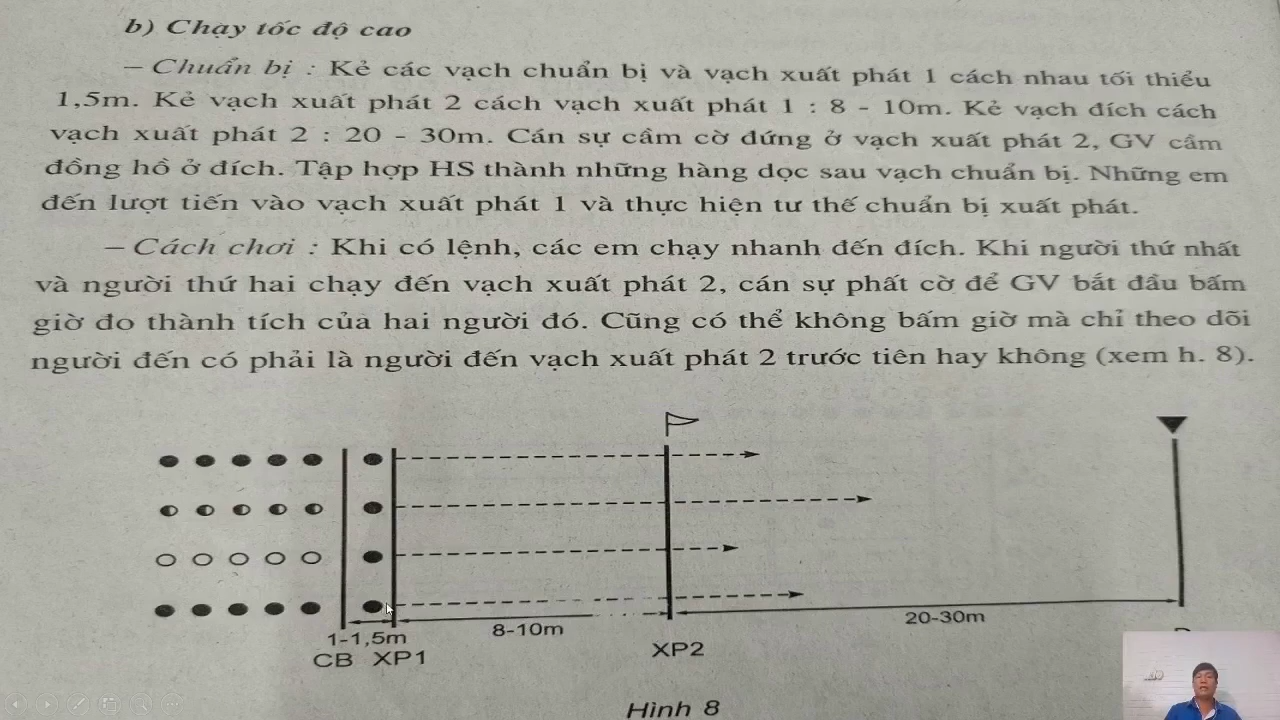 b) Chạy tốc độ cao
– Chuẩn bị : Kẻ các vạch chuẩn bị và vạch xuất phát 1 cách nhau tối thiểu
1,5m. Kẻ vạch xuất phát 2 cách vạch xuất phát 1 : 8 - 10m. Kẻ vạch đích cách
vạch xuất phát 2 : 20 - 30m. Cán sự cầm cờ đứng ở vạch xuất phát 2, GV cầm
đồng hồ ở đích. Tập hợp HS thành những hàng dọc sau vạch chuẩn bị. Những em
đến lượt tiến vào vạch xuất phát 1 và thực hiện tư thế chuẩn bị xuất phát.
– Cách chơi : Khi có lệnh, các em chạy nhanh đến đích. Khi người thứ nhất
và người thứ hai chạy đến vạch xuất phát 2, cán sự phất cờ để GV bắt đầu bấm
giờ đo thành tích của hai người đó. Cũng có thể không bấm giờ mà chỉ theo dõi
người đến có phải là người đến vạch xuất phát 2 trước tiên hay không (xem h. 8).
1-1,5m
8-10m
20-30m
CB XP1
XP2
Hình 8